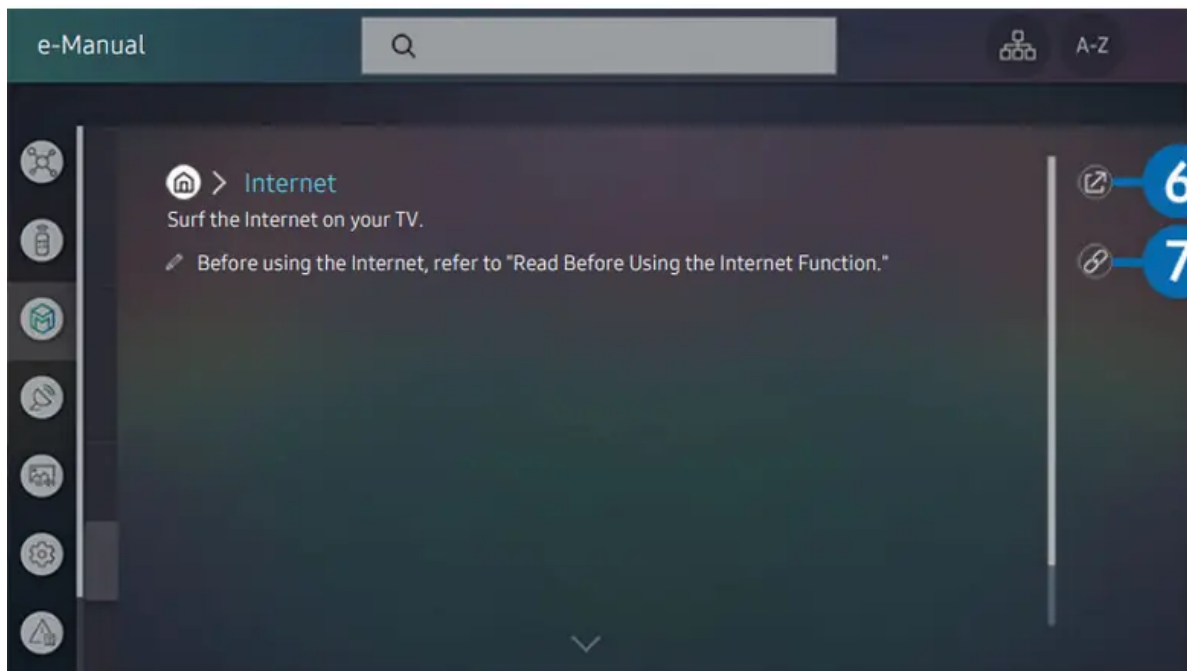 e-Manual
A-Z
Internet
Surf the Internet on your TV.
Before using the Internet, refer to "Read Before Using the Internet Function."
6
7